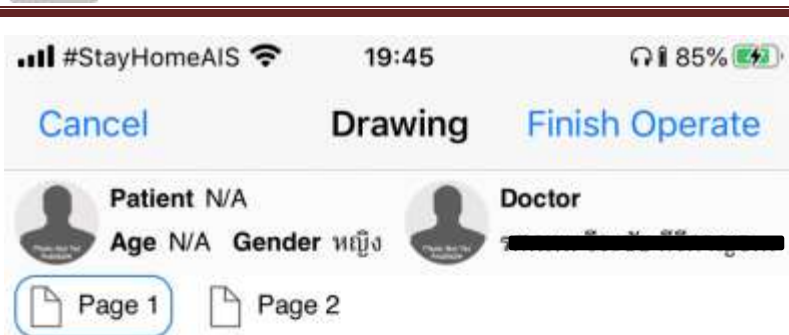 #StayHomeAIS 19:45 85%
Cancel Drawing Finish Operate
Patient N/A Doctor
Age N/A Gender หญิง
Page 1 Page 2